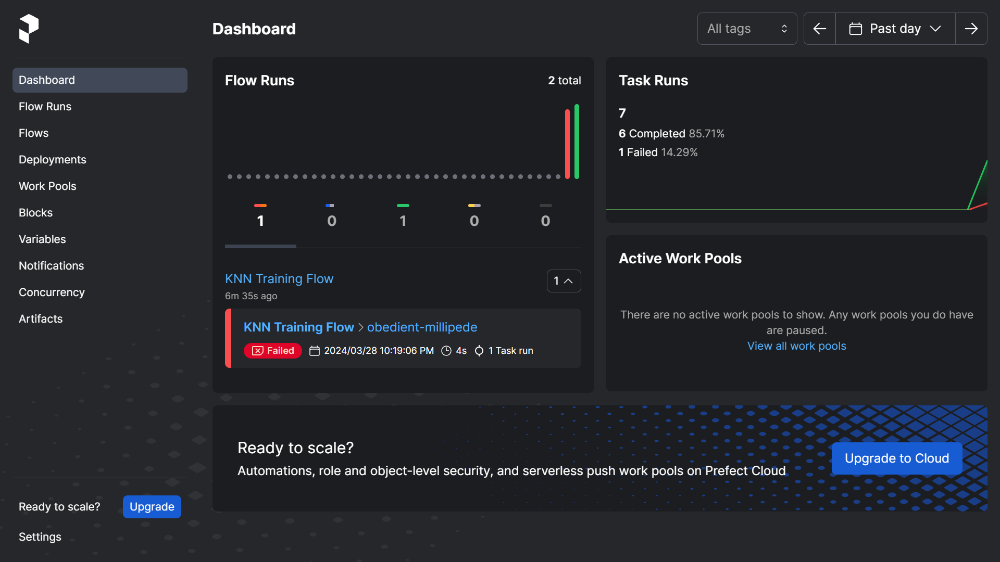 Dashboard
All tags
Past day
Dashboard
Flow Runs
Flows
Deployments
Work Pools
Blocks
Variables
Notifications
Concurrency
Artifacts
Ready to scale?
Upgrade
Settings
Flow Runs
2 total
1
0
1
0
0
KNN Training Flow
6m 35s ago
1
KNN Training Flow
obedient-millipede
Failed
2024/03/28 10:19:06 PM
4s
1 Task run
Task Runs
7
6 Completed 85.71%
1 Failed 14.29%
Active Work Pools
There are no active work pools to show. Any work pools you do have
are paused.
View all work pools
Ready to scale?
Automations, role and object-level security, and serverless push work pools on Prefect Cloud
Upgrade to Cloud